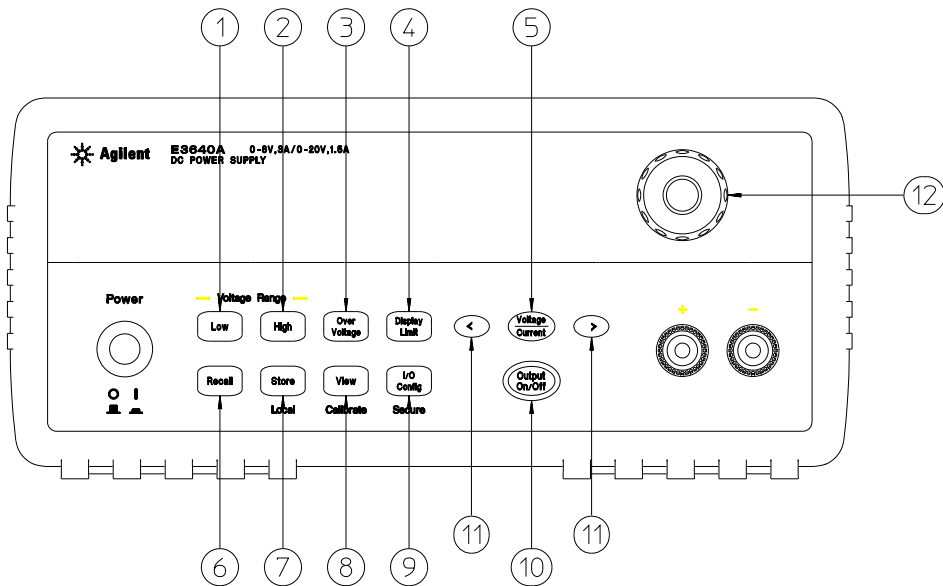 1 2 3 4 5
Agilent E3640A 0-8V,3A/0-20V,1.5A
DC POWER SUPPLY
12
Power
Voltage Range
+ -
Low High Over Voltage Display Limit < Voltage Current >
Recall Store View I/O Config Output On/Off
O I
Local Calibrate Secure
11 11
6 7 8 9 10